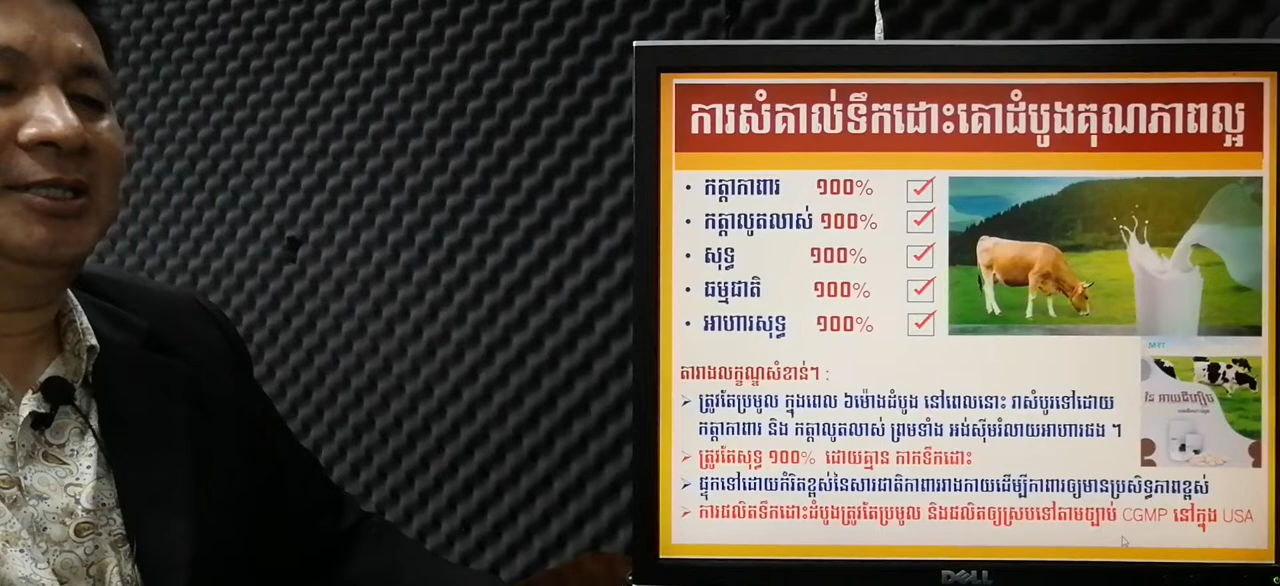 ការសំគាល់ទឹកដោះគោដំបូងគុណភាពល្អ
• កត្តាការពារ ១០០%
• កត្តាលូតលាស់ ១០០%
• សុទ្ធ ១០០%
• ធម្មជាតិ ១០០%
• អាហារសុទ្ធ ១០០%
តារាងលក្ខណ្ឌសំខាន់ៗ :
➢ ត្រូវតែប្រមូល ក្នុងពេល ៦ម៉ោងដំបូង នៅពេលនោះ វាសំបូរទៅដោយ
កត្តាការពារ និង កត្តាលូតលាស់ ព្រមទាំង អង់ស៊ីមរំលាយអាហារផង ។
➢ ត្រូវតែសុទ្ធ ១០០% ដោយគ្មាន កាកទឹកដោះ
➢ ផ្ទុកទៅដោយកំរិតខ្ពស់នៃសារជាតិការពាររាងកាយដើម្បីការពារឲ្យមានប្រសិទ្ធភាពខ្ពស់
➢ ការផលិតទឹកដោះដំបូងត្រូវតែប្រមូល និងផលិតឲ្យស្របទៅតាមច្បាប់ CGMP នៅក្នុង USA
DELL